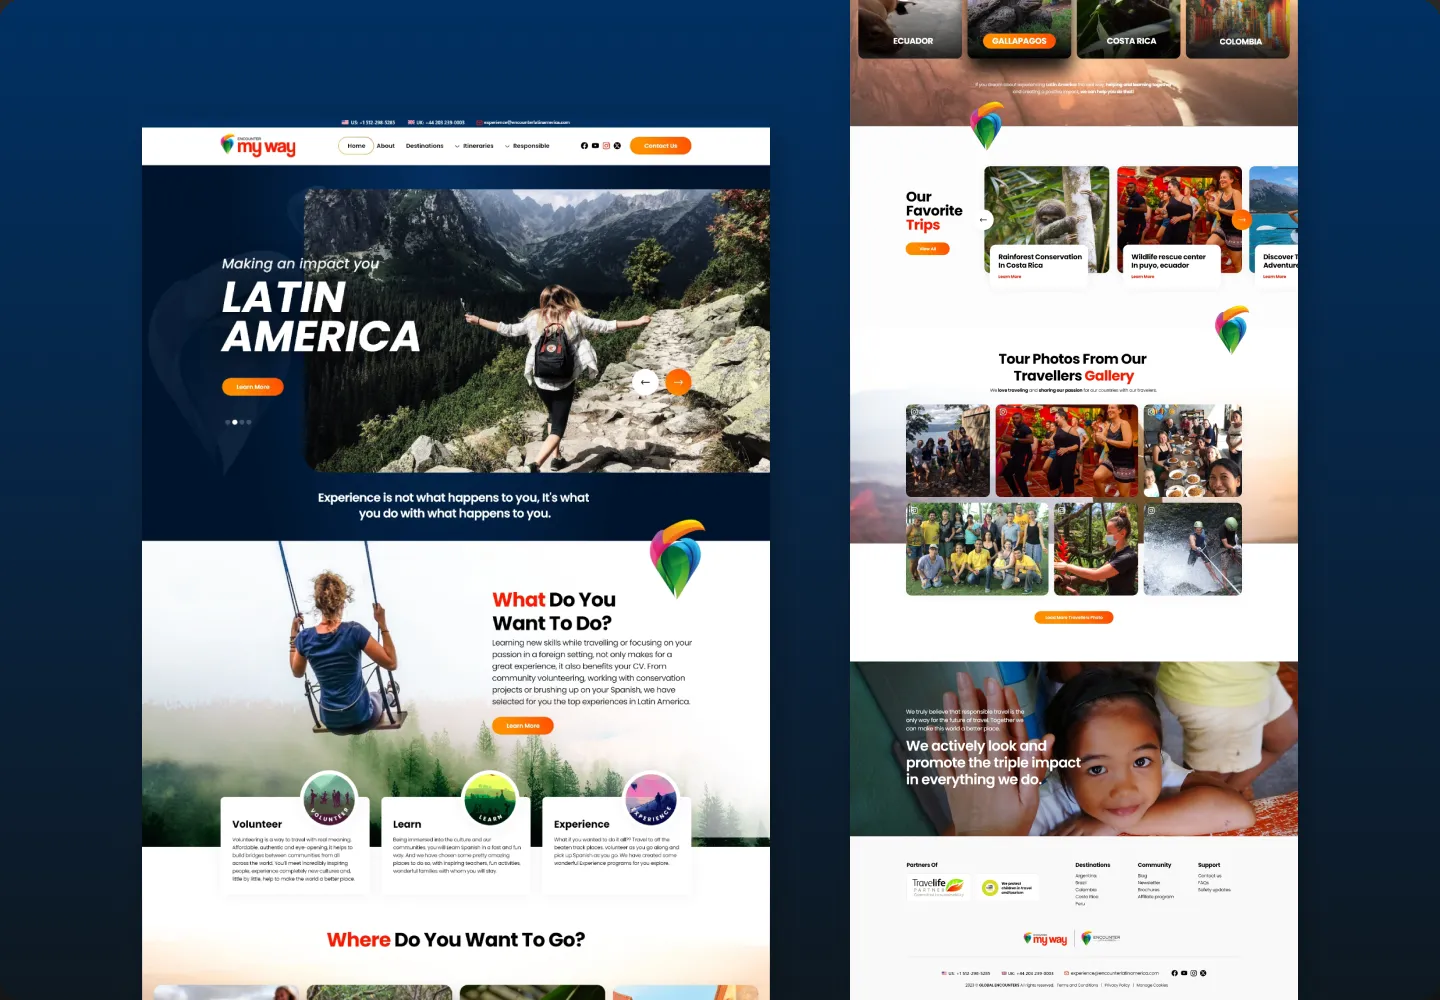 US: +1 512-298-5285
UK: +44 203 239-0003
experience@encounterlatinamerica.com
ENCOUNTER
my way
Home
About
Destinations
Itineraries
Responsible
Contact Us
Making an impact you
LATIN
AMERICA
Learn More
Experience is not what happens to you, It's what
you do with what happens to you.
What Do You
Want To Do?
Learning new skills while travelling or focusing on your
passion in a foreign setting, not only makes for a
great experience, it also benefits your CV. From
community volunteering, working with conservation
projects or brushing up on your Spanish, we have
selected for you the top experiences in Latin America.
Learn More
VOLUNTEER
Volunteer
Volunteering is a way to travel with real meaning.
Affordable, authentic and eye-opening, it helps to
build bridges between communities from all
across the world. You'll meet incredibly inspiring
people, experience completely new cultures and,
little by little, help to make the world a better place.
LEARN
Learn
Being immersed into the culture and our
communities, you will Learn Spanish in a fast and fun
way. And we have chosen some pretty amazing
places to do so, with inspiring teachers, fun activities,
wonderful families with whom you will stay.
EXPERIENCE
Experience
What if you wanted to do it all?? Travel to off the
beaten track places, volunteer as you go along and
pick up Spanish as you go. We have created some
wonderful Experience programs for you explore.
Where Do You Want To Go?
ECUADOR
GALLAPAGOS
COSTA RICA
COLOMBIA
If you dream about experiencing Latin America the real way, helping and learning together
and creating a positive impact, we can help you do that!
Our
Favorite
Trips
View All
Rainforest Conservation
In Costa Rica
Learn More
Wildlife rescue center
In puyo, ecuador
Learn More
Discover T
Adventure
Learn More
Tour Photos From Our
Travellers Gallery
We love traveling and sharing our passion for our countries with our travelers.
Load More Travellers Photo
We truly believe that responsible travel is the
only way for the future of travel. Together we
can make this world a better place.
We actively look and
promote the triple impact
in everything we do.
Partners Of
Travelife
PARTNER
We protect
children in travel
and tourism
Destinations
Argentina
Brazil
Colombia
Costa Rica
Peru
Community
Blog
Newsletter
Brochures
Affiliate program
Support
Contact us
FAQs
Safety updates
my way
ENCOUNTER
US: +1 512-298-5285
UK: +44 203 239-0003
experience@encounterlatinamerica.com
2023 © GLOBAL ENCOUNTERS All rights reserved. Terms and Conditions | Privacy Policy | Manage Cookies